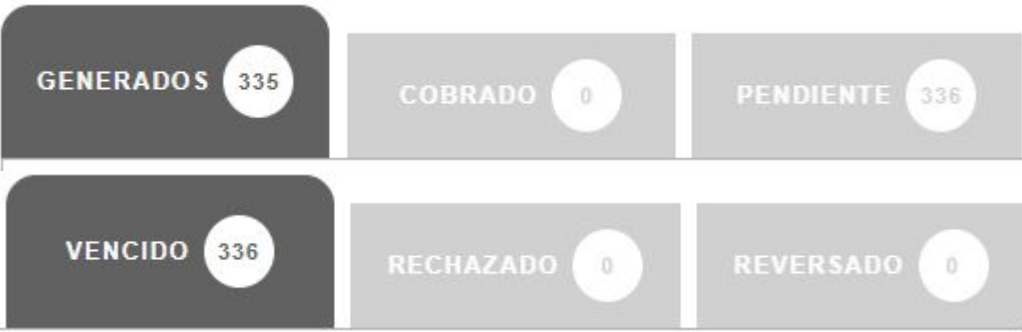 GENERADOS 335 COBRADO 0 PENDIENTE 336
VENCIDO 336 RECHAZADO 0 REVERSADO 0